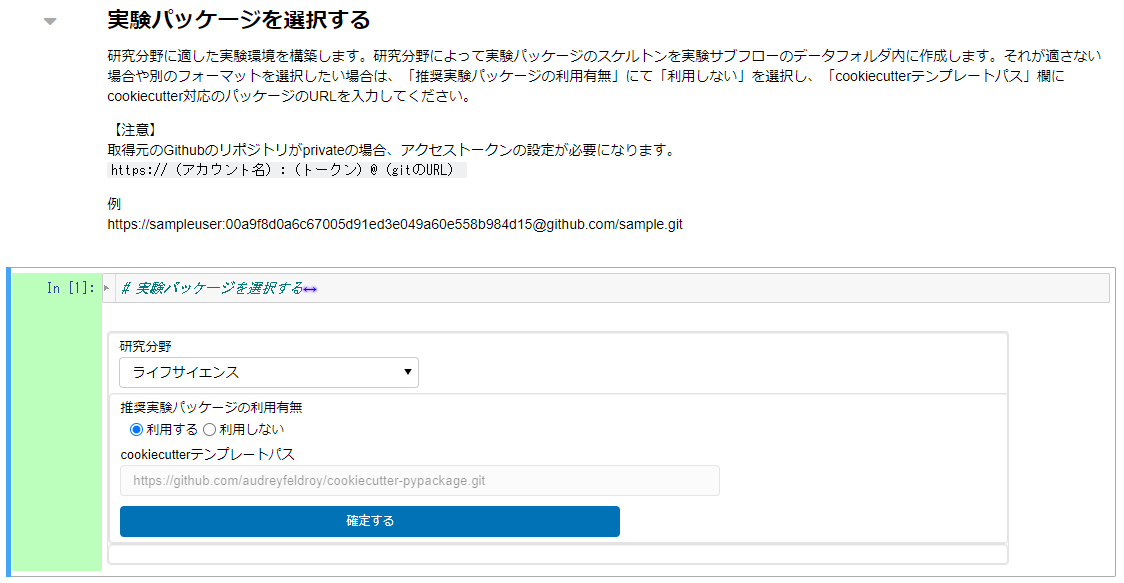 実験パッケージを選択する
研究分野に適した実験環境を構築します。研究分野によって実験パッケージのスケルトンを実験サブフローのデータフォルダ内に作成します。それが適さない
場合や別のフォーマットを選択したい場合は、「推奨実験パッケージの利用有無」にて「利用しない」を選択し、「cookiecutterテンプレートパス」欄に
cookiecutter対応のパッケージのURLを入力してください。
【注意】
取得元のGithubのリポジトリがprivateの場合、アクセストークンの設定が必要になります。
https://（アカウント名）:（トークン）@（gitのURL）
例
https://sampleuser:00a9f8d0a6c67005d91ed3e049a60e558b984d15@github.com/sample.git
In [1]: # 実験パッケージを選択する
研究分野
ライフサイエンス
推奨実験パッケージの利用有無
利用する 利用しない
cookiecutterテンプレートパス
https://github.com/audreyfeldroy/cookiecutter-pypackage.git
確定する